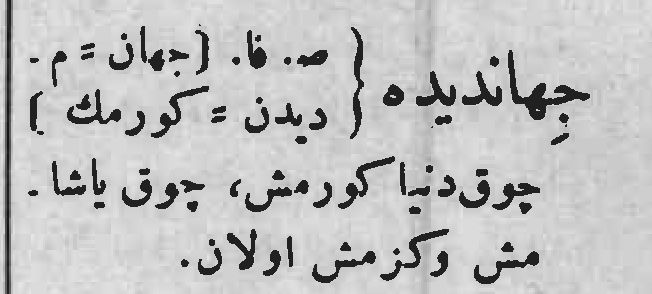 جِهاندیده { ص. فا. [جهان = م.
دیدن = كورمك ]
چوق دنیا كورمش، چوق یاشا-
مش وكزمش اولان.